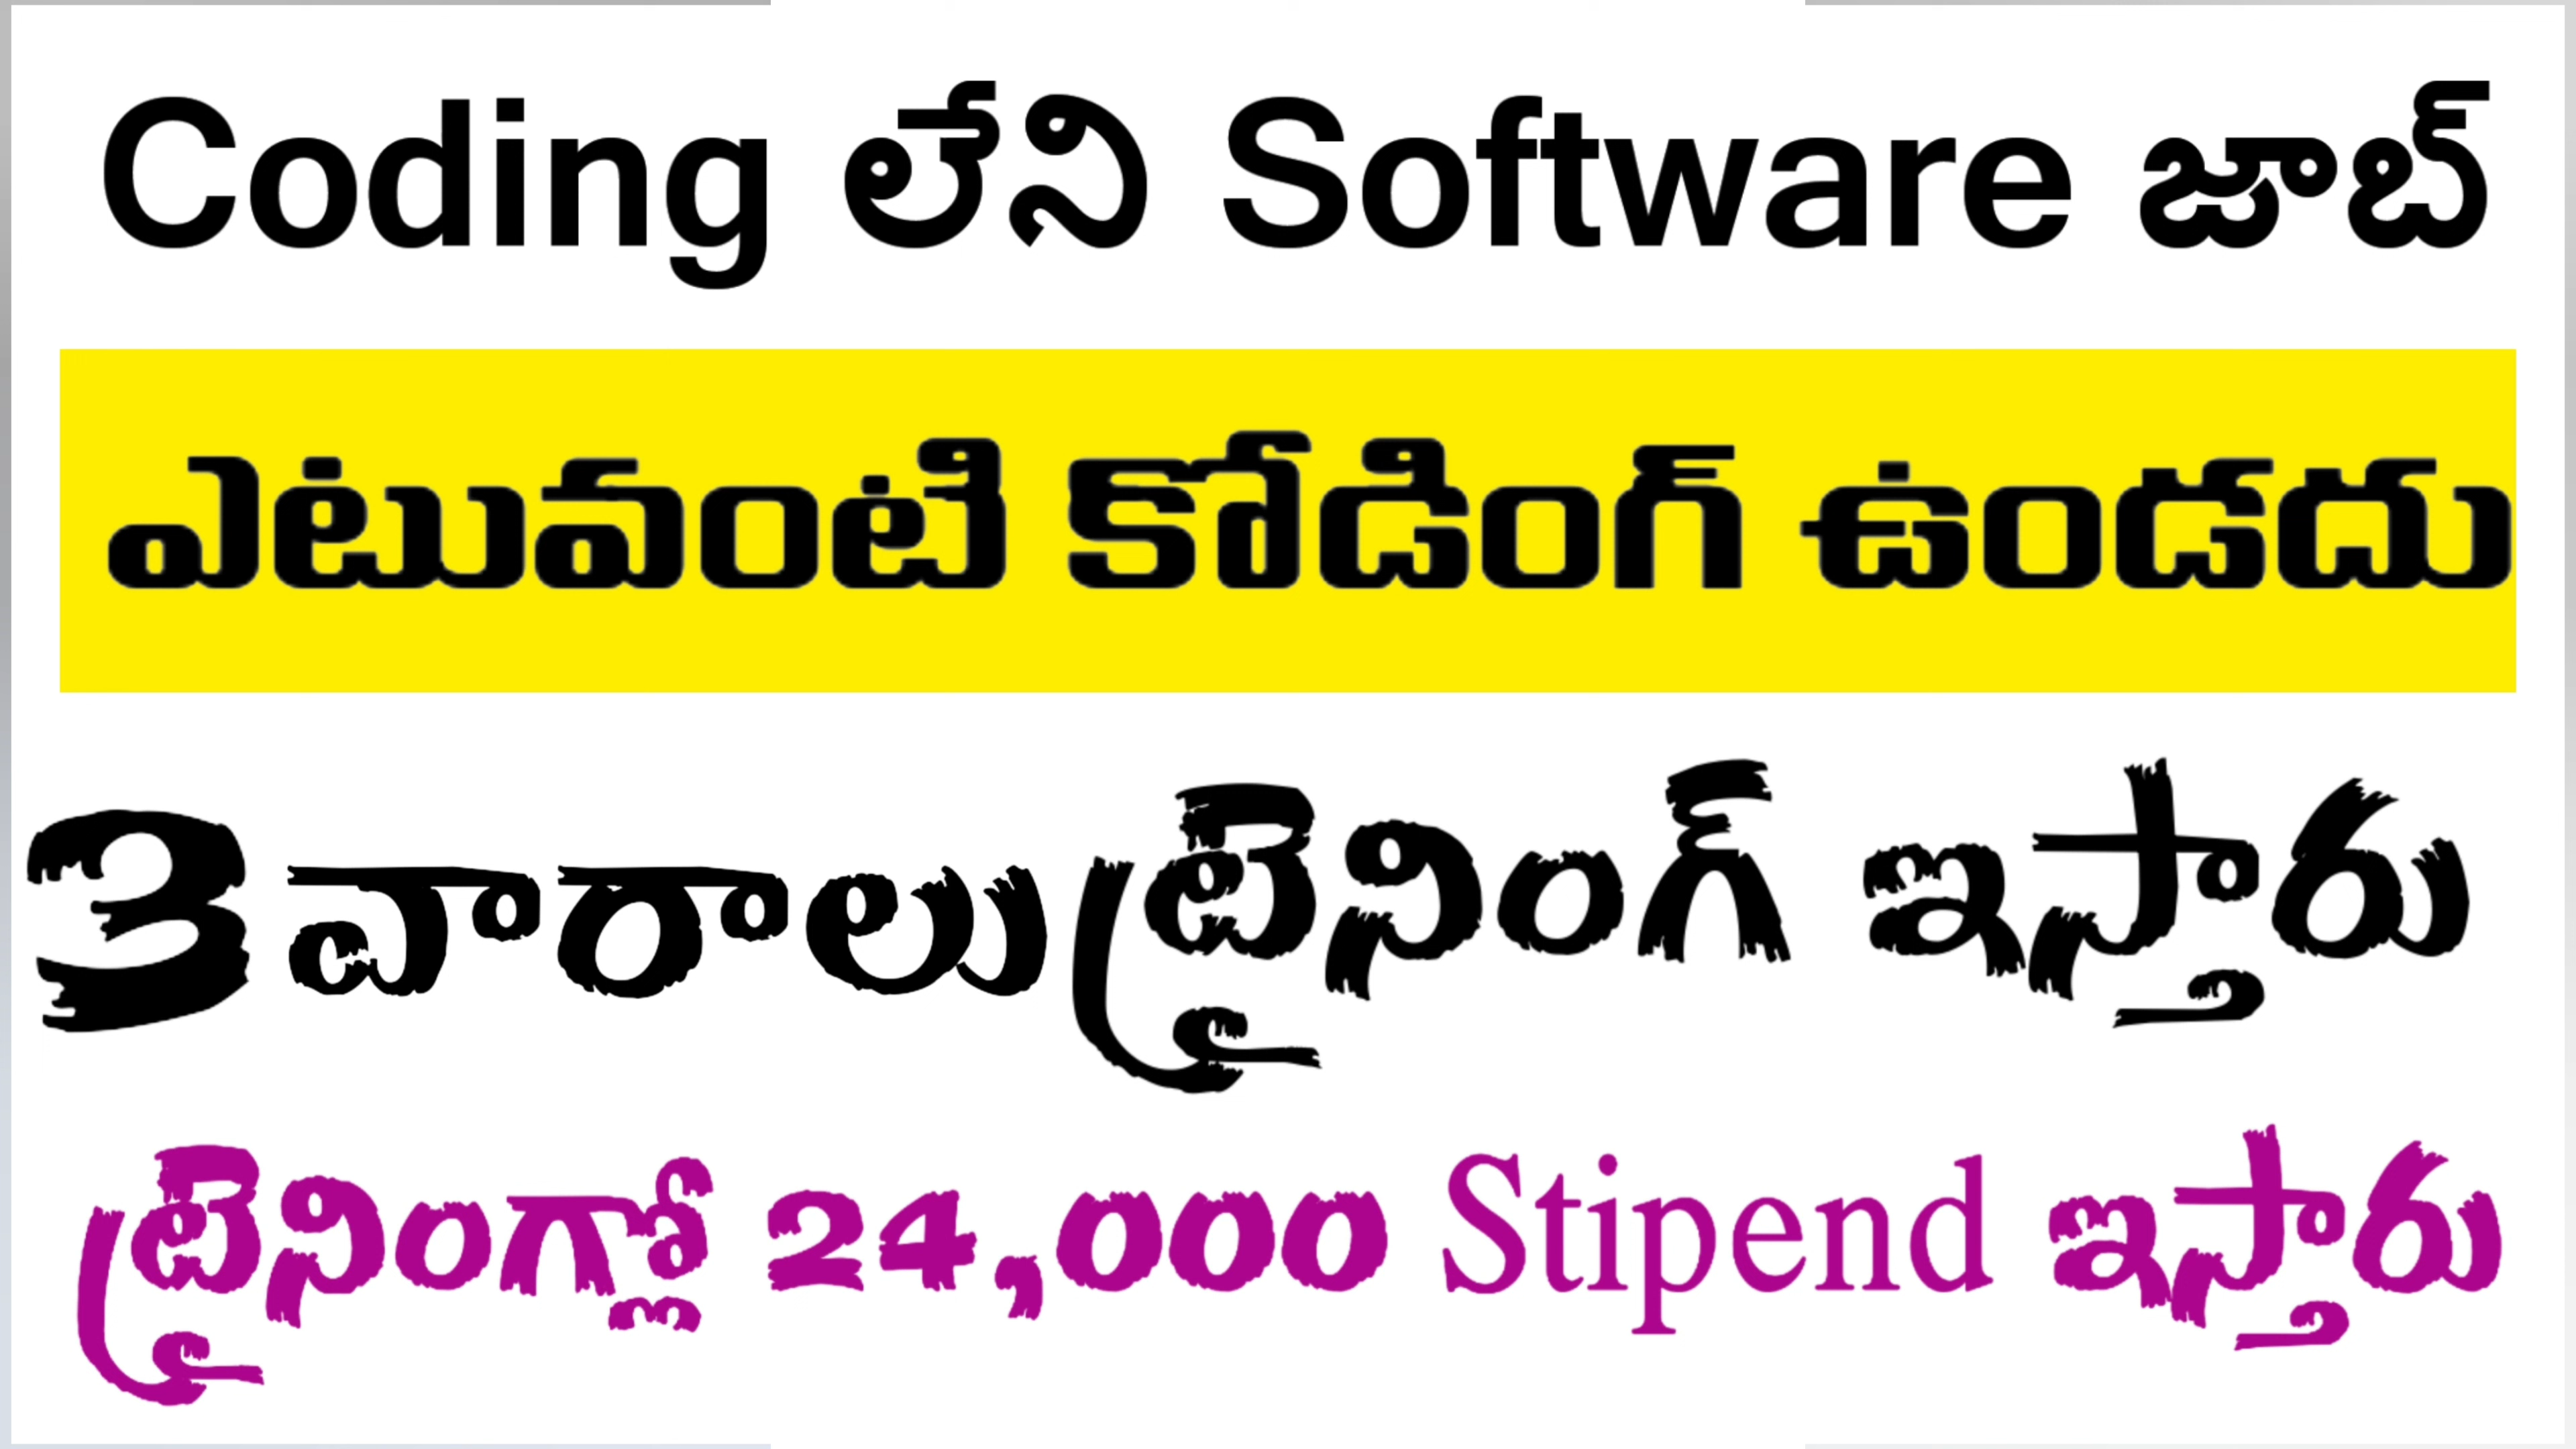 Coding లేని Software జాబ్
ఎటువంటి కోడింగ్ ఉండదు
3 వారాలు ట్రైనింగ్ ఇస్తారు
ట్రైనింగ్లో 24,000 Stipend ఇస్తారు